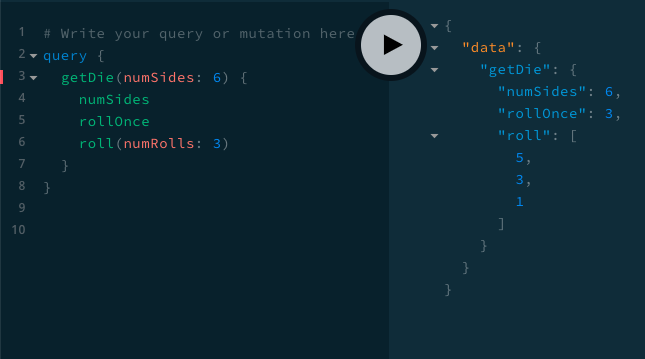 1 # Write your query or mutation here
2 query {
3 getDie(numSides: 6) {
4 numSides
5 rollOnce
6 roll(numRolls: 3)
7 }
8 }
9
10
{
"data": {
"getDie": {
"numSides": 6,
"rollOnce": 3,
"roll": [
5,
3,
1
]
}
}
}